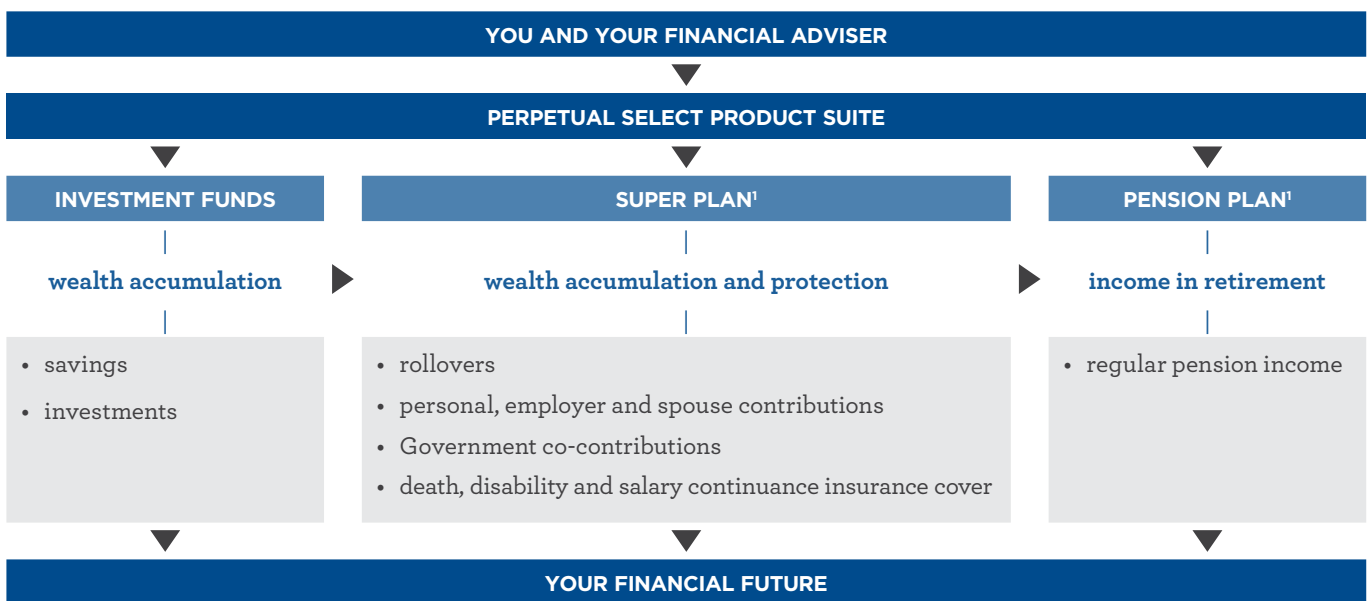 YOU AND YOUR FINANCIAL ADVISER
PERPETUAL SELECT PRODUCT SUITE
INVESTMENT FUNDS
SUPER PLAN¹
PENSION PLAN¹
wealth accumulation
wealth accumulation and protection
income in retirement
• savings
• investments
• rollovers
• personal, employer and spouse contributions
• Government co-contributions
• death, disability and salary continuance insurance cover
• regular pension income
YOUR FINANCIAL FUTURE